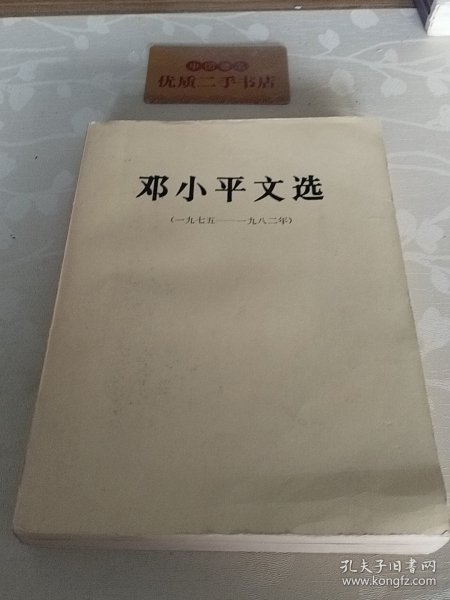 优质二手书店
邓小平文选
（一九七五——一九八二年）
孔夫子旧书网
www.kongfz.com